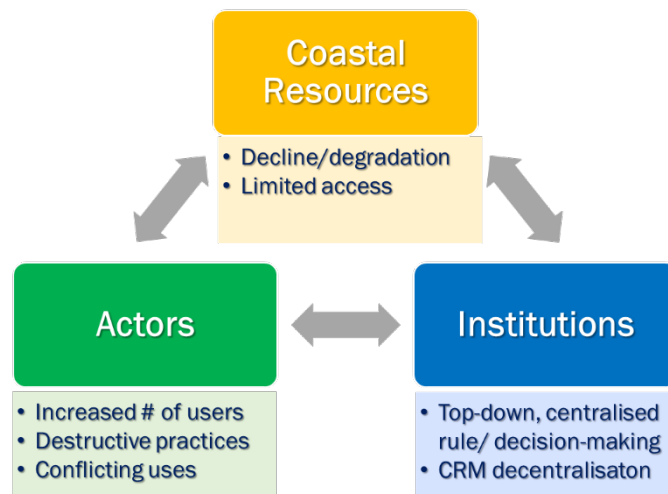 Coastal
Resources
• Decline/degradation
• Limited access
Actors
• Increased # of users
• Destructive practices
• Conflicting uses
Institutions
• Top-down, centralised
rule/ decision-making
• CRM decentralisaton